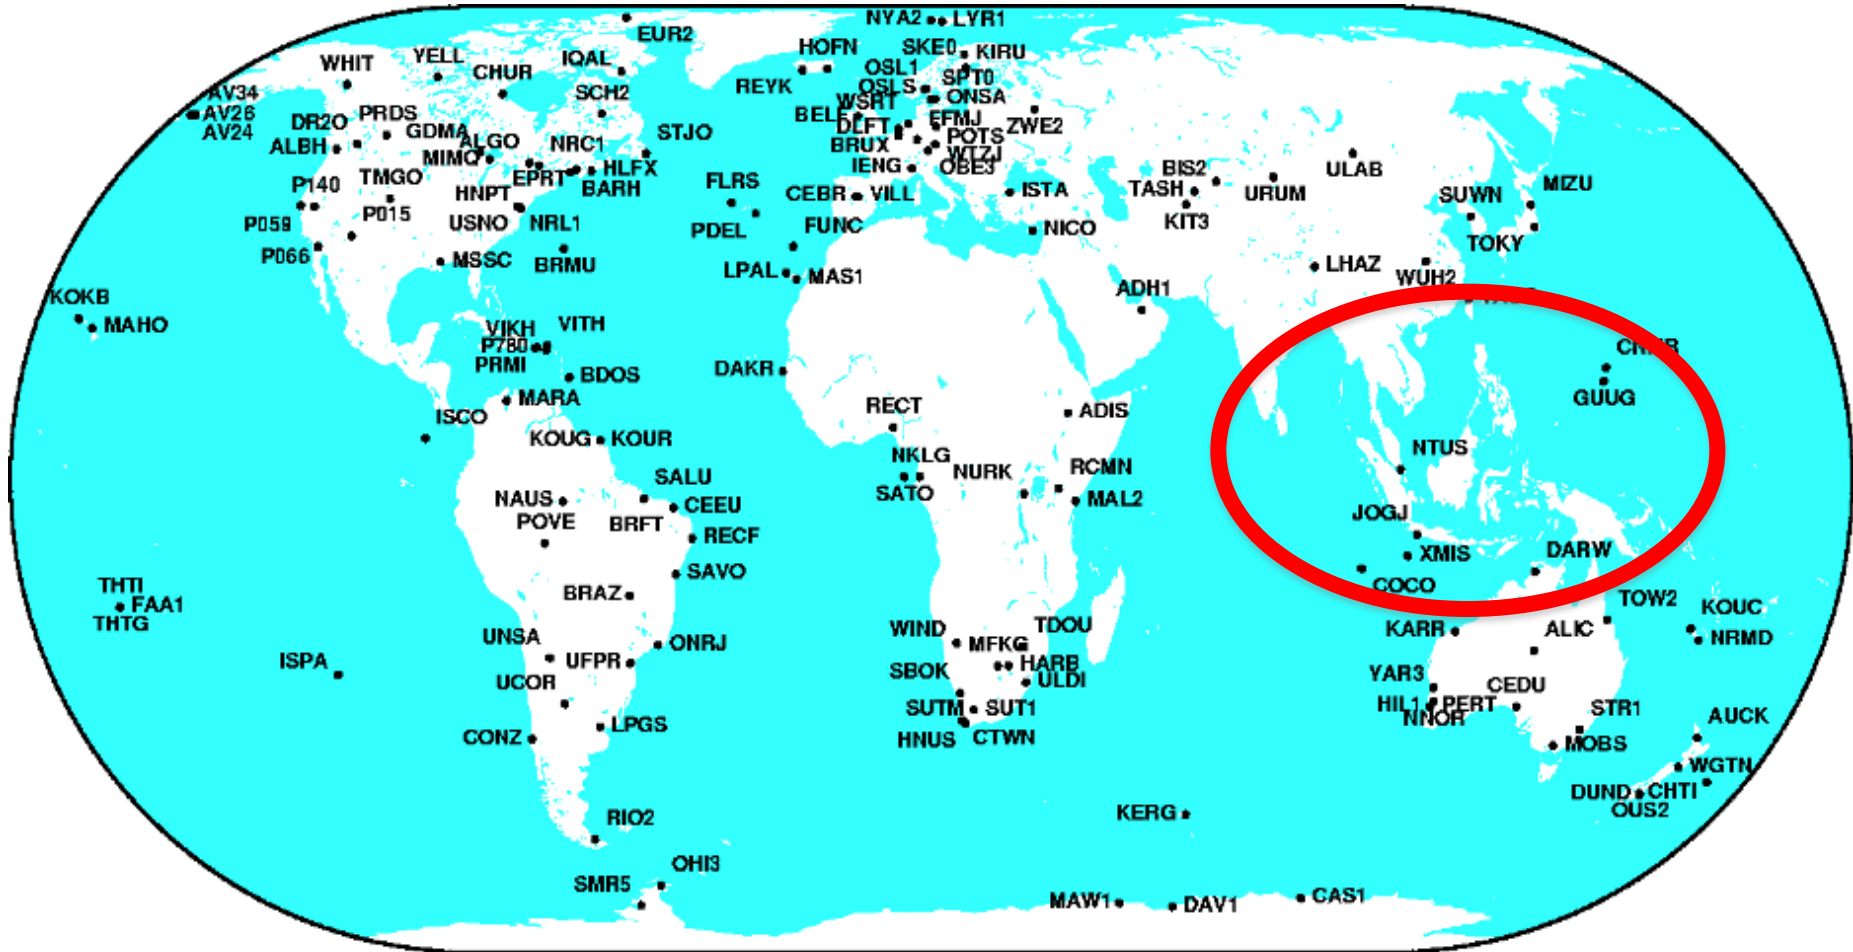 NYA2
LYR1
EUR2
HOFN
SKE0
KIRU
WHIT
YELL
CHUR
IQAL
REYK
OSL1
SPT0
OSLS
ONSA
AV34
AV26
AV24
DR2O
PRDS
SCH2
WSRT
BELF
DLFT
EFMJ
ZWE2
ALBH
GDMA
ALGO
NRC1
STJO
BRUX
POTS
WTZJ
MIMO
EPRT
HLFX
IENG
OBE3
BIS2
ULAB
P140
TMGO
HNPT
BARH
FLRS
CEBR
VILL
ISTA
TASH
URUM
SUWN
MIZU
P059
P015
USNO
NRL1
PDEL
FUNC
NICO
KIT3
TOKY
P066
MSSC
BRMU
LPAL
MAS1
LHAZ
WUH2
ADH1
KOKB
MAHO
VIKH
VITH
P780
PRMI
GUUG
DAKR
BDOS
MARA
ISCO
RECT
ADIS
KOUG
KOUR
NTUS
NKLG
NURK
RCMN
SALU
SATO
MAL2
NAUS
CEEU
POVE
BRFT
RECF
JOGJ
XMIS
DARW
SAVO
COCO
THTI
FAA1
THTG
BRAZ
TOW2
KOUC
WIND
TDOU
KARR
ALIC
NRMD
UNSA
ONRJ
MFKG
ISPA
UFPR
SBOK
HARB
ULDI
YAR3
CEDU
UCOR
SUTM
SUT1
HIL1
PERT
NNOR
STR1
AUCK
CONZ
LPGS
HNUS
CTWN
MOBS
WGTN
DUND
CHTI
OUS2
RIO2
KERG
OHI3
SMR5
MAW1
DAV1
CAS1